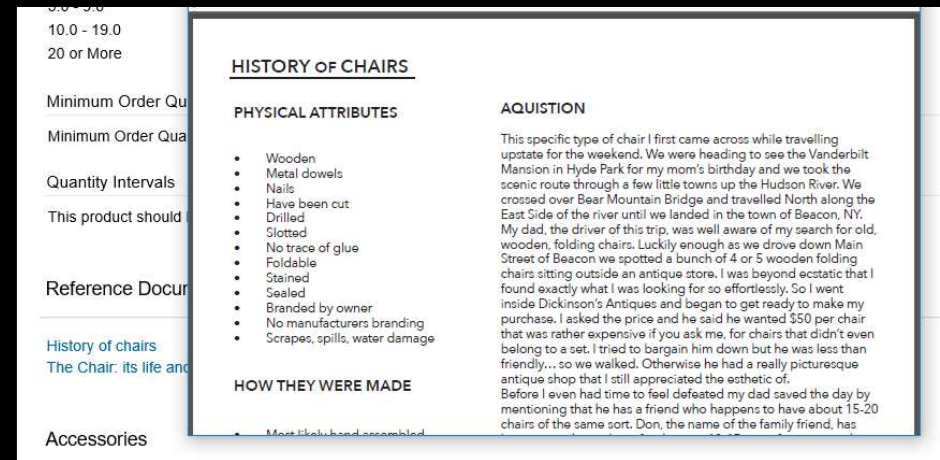 10.0 - 19.0
20 or More
Minimum Order Qu
Minimum Order Qua
Quantity Intervals
This product should
Reference Docur
History of chairs
The Chair: its life and
Accessories
HISTORY OF CHAIRS
PHYSICAL ATTRIBUTES
• Wooden
• Metal dowels
• Nails
• Have been cut
• Drilled
• Slotted
• No trace of glue
• Foldable
• Stained
• Sealed
• Branded by owner
• No manufacturers branding
• Scrapes, spills, water damage
HOW THEY WERE MADE
• Most likely hand assembled
AQUISTION
This specific type of chair I first came across while travelling
upstate for the weekend. We were heading to see the Vanderbilt
Mansion in Hyde Park for my mom's birthday and we took the
scenic route through a few little towns up the Hudson River. We
crossed over Bear Mountain Bridge and travelled North along the
East Side of the river until we landed in the town of Beacon, NY.
My dad, the driver of this trip, was well aware of my search for old,
wooden, folding chairs. Luckily enough as we drove down Main
Street of Beacon we spotted a bunch of 4 or 5 wooden folding
chairs sitting outside an antique store. I was beyond ecstatic that I
found exactly what I was looking for so effortlessly. So I went
inside Dickinson's Antiques and began to get ready to make my
purchase. I asked the price and he said he wanted $50 per chair
that was rather expensive if you ask me, for chairs that didn't even
belong to a set. I tried to bargain him down but he was less than
friendly... so we walked. Otherwise he had a really picturesque
antique shop that I still appreciated the esthetic of.
Before I even had time to feel defeated my dad saved the day by
mentioning that he has a friend who happens to have about 15-20
chairs of the same sort. Don, the name of the family friend, has